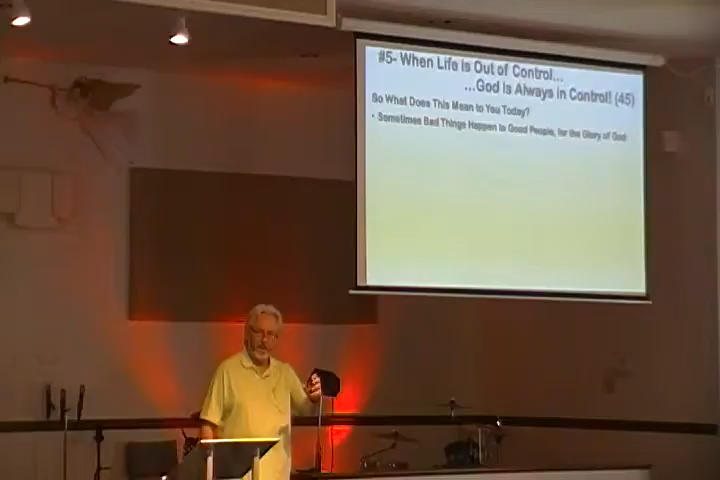 #5- When Life is Out of Control...
...God is Always in Control! (45)
So What Does This Mean to You Today?
• Sometimes Bad Things Happen to Good People, for the Glory of God